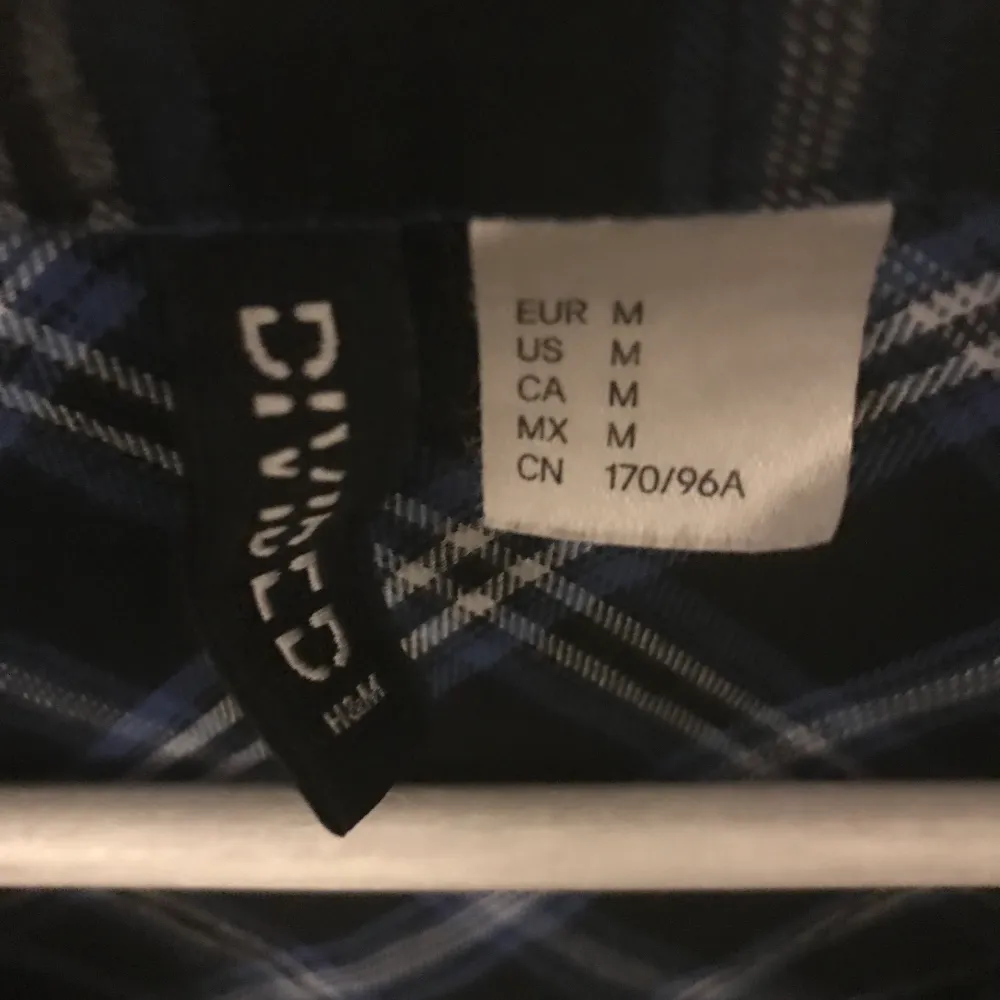 DIVIDED
H&M
EUR M
US M
CA M
MX M
CN 170/96A